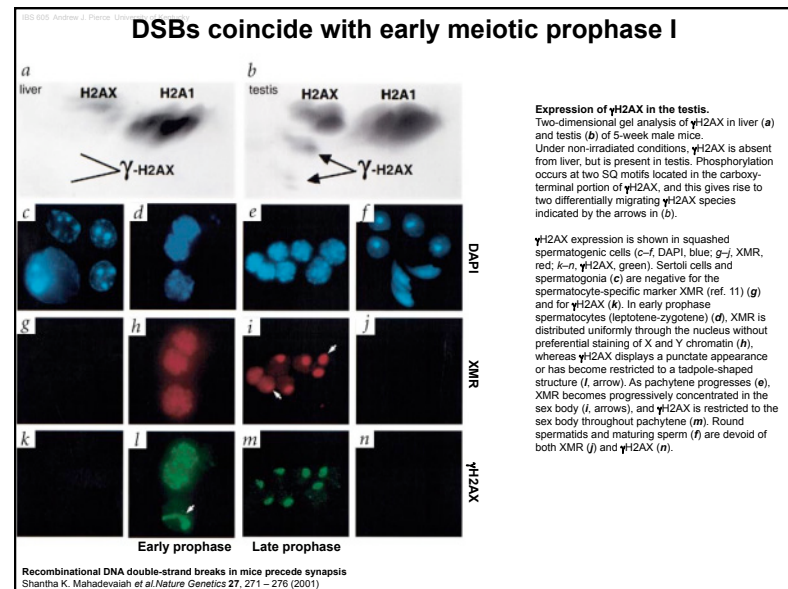 IBS 605 Andrew J. Pierce University of Kentucky
DSBs coincide with early meiotic prophase I
a
b
liver
H2AX
H2A1
testis
H2AX
H2A1
γ-H2AX
γ-H2AX
c
d
e
f
DAPI
g
h
i
j
XMR
k
l
m
n
γH2AX
Early prophase
Late prophase
Expression of γH2AX in the testis.
Two-dimensional gel analysis of γH2AX in liver (a)
and testis (b) of 5-week male mice.
Under non-irradiated conditions, γH2AX is absent
from liver, but is present in testis. Phosphorylation
occurs at two SQ motifs located in the carboxy-
terminal portion of γH2AX, and this gives rise to
two differentially migrating γH2AX species
indicated by the arrows in (b).
γH2AX expression is shown in squashed
spermatogenic cells (c–f, DAPI, blue; g–j, XMR,
red; k–n, γH2AX, green). Sertoli cells and
spermatogonia (c) are negative for the
spermatocyte-specific marker XMR (ref. 11) (g)
and for γH2AX (k). In early prophase
spermatocytes (leptotene-zygotene) (d), XMR is
distributed uniformly through the nucleus without
preferential staining of X and Y chromatin (h),
whereas γH2AX displays a punctate appearance
or has become restricted to a tadpole-shaped
structure (l, arrow). As pachytene progresses (e),
XMR becomes progressively concentrated in the
sex body (i, arrows), and γH2AX is restricted to the
sex body throughout pachytene (m). Round
spermatids and maturing sperm (f) are devoid of
both XMR (j) and γH2AX (n).
Recombinational DNA double-strand breaks in mice precede synapsis
Shantha K. Mahadevaiah et al.Nature Genetics 27, 271 – 276 (2001)